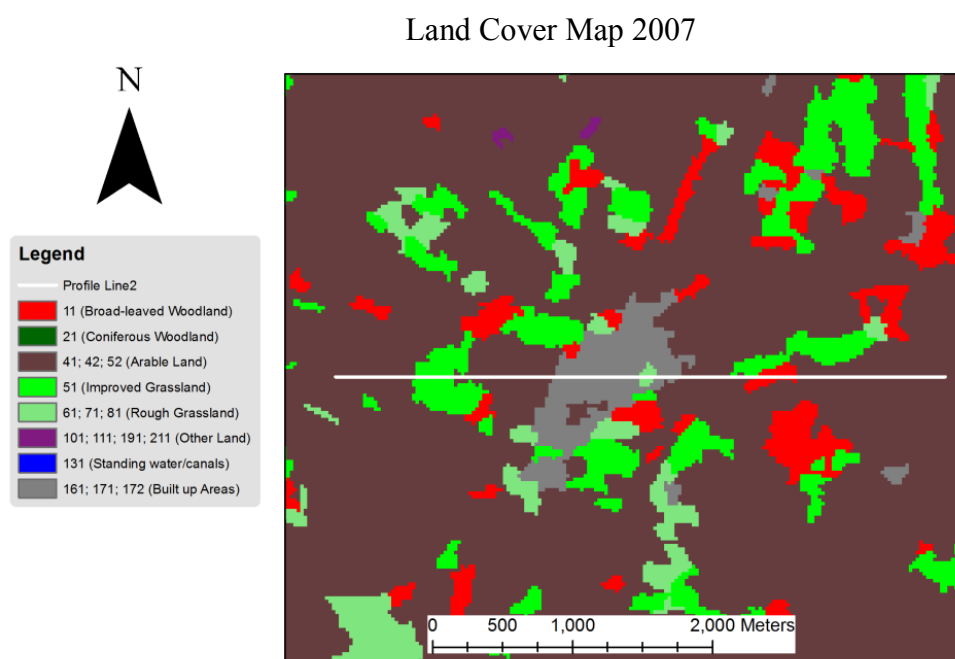 Land Cover Map 2007
N
Legend
Profile Line2
11 (Broad-leaved Woodland)
21 (Coniferous Woodland)
41; 42; 52 (Arable Land)
51 (Improved Grassland)
61; 71; 81 (Rough Grassland)
101; 111; 191; 211 (Other Land)
131 (Standing water/canals)
161; 171; 172 (Built up Areas)
0 500 1,000 2,000 Meters